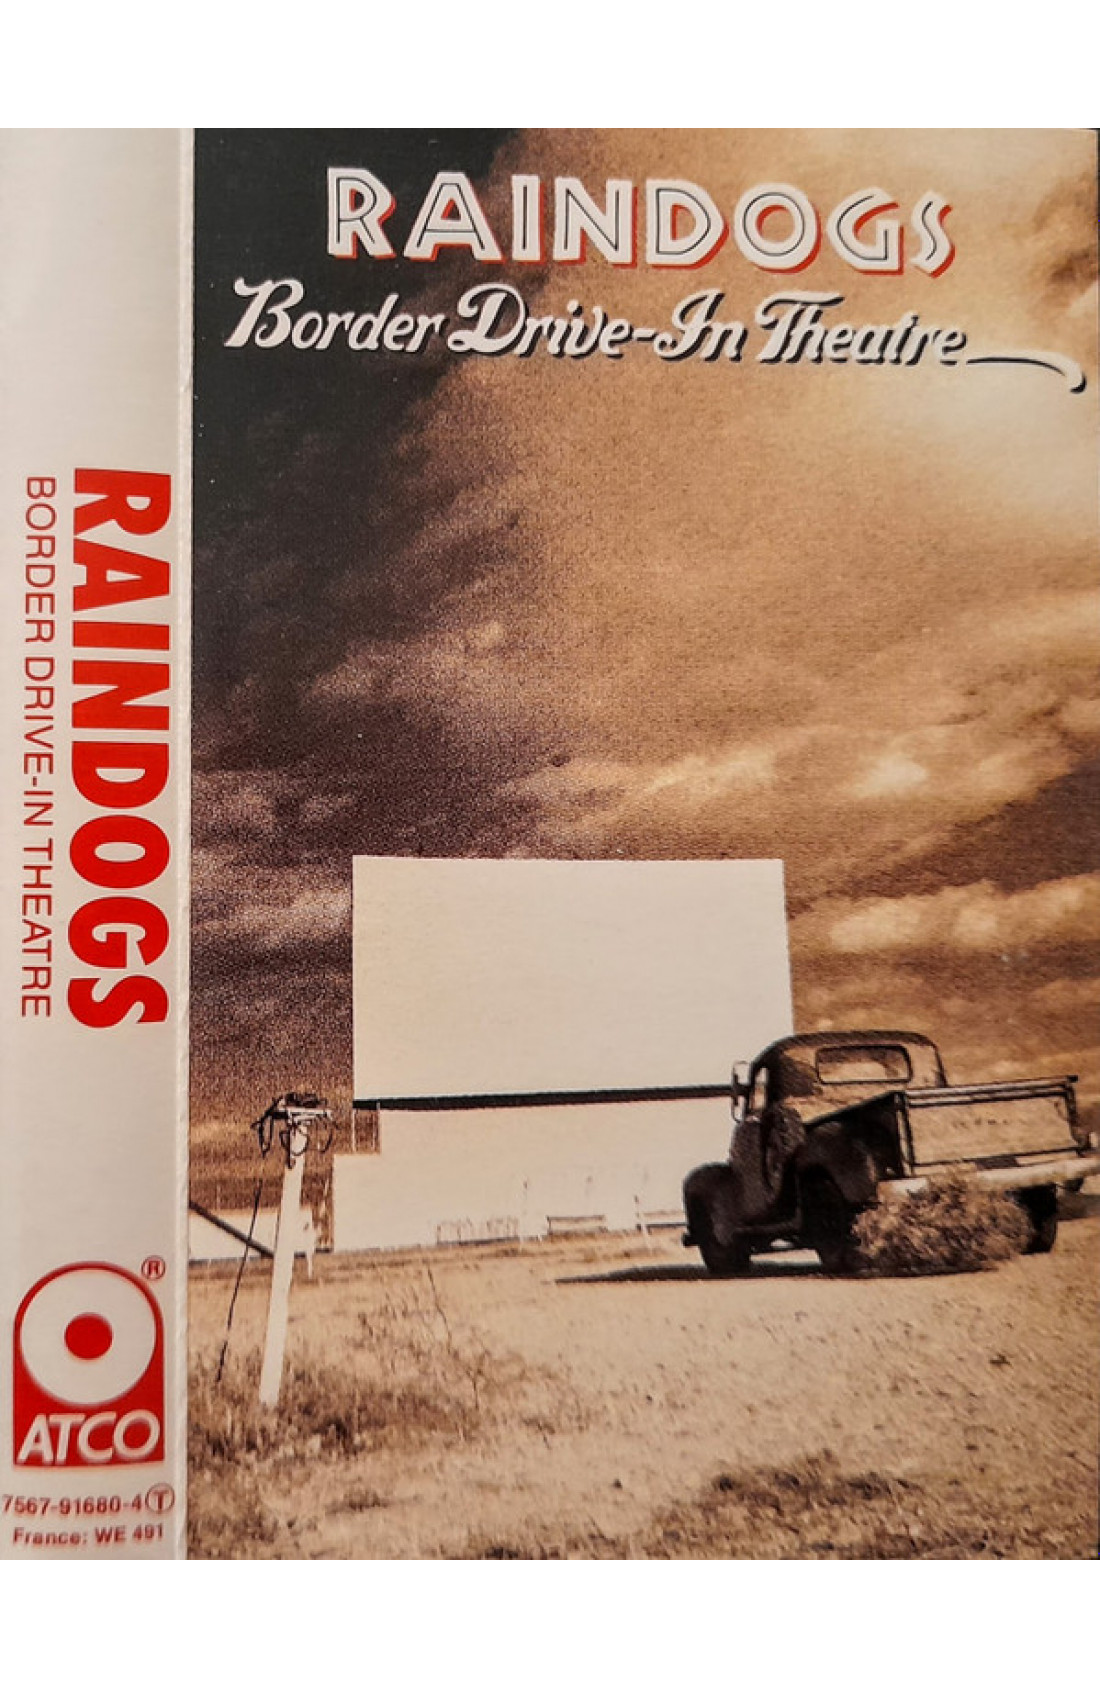 RAINDOGS
Border Drive-In Theatre
RAINDOGS
BORDER DRIVE-IN THEATRE
®
ATCO
7567-91680-4 Ⓣ
France: WE 491